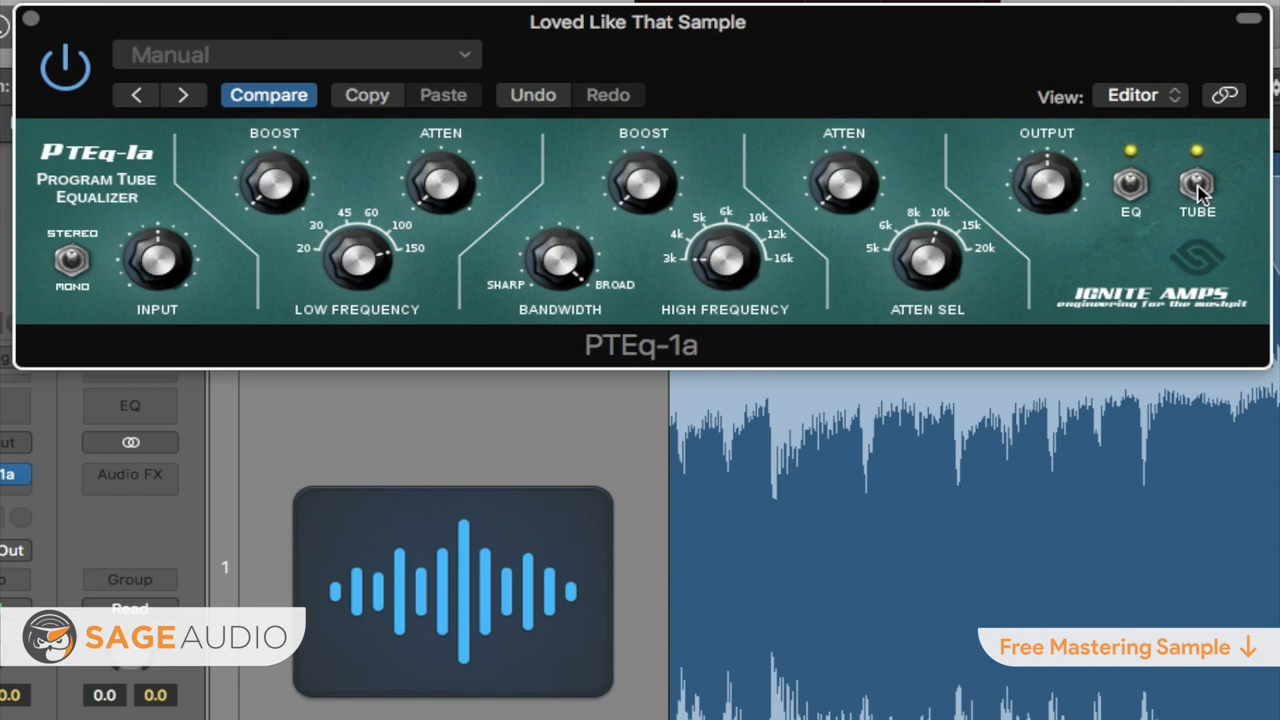 Loved Like That Sample
Manual
Compare
Copy
Paste
Undo
Redo
View:
Editor
PTEq-1a
PROGRAM TUBE
EQUALIZER
STEREO
MONO
INPUT
BOOST
ATTEN
20 30 45 60 100 150
LOW FREQUENCY
SHARP
BROAD
BANDWIDTH
BOOST
3k 4k 5k 6k 10k 12k 16k
HIGH FREQUENCY
ATTEN
5k 6k 8k 10k 15k 20k
ATTEN SEL
OUTPUT
EQ
TUBE
IGNITE AMPS
engineering for the moshpit
PTEq-1a
EQ
1a
Audio FX
Out
Group
Read
1
0.0
0.0
SAGE AUDIO
Free Mastering Sample ↓